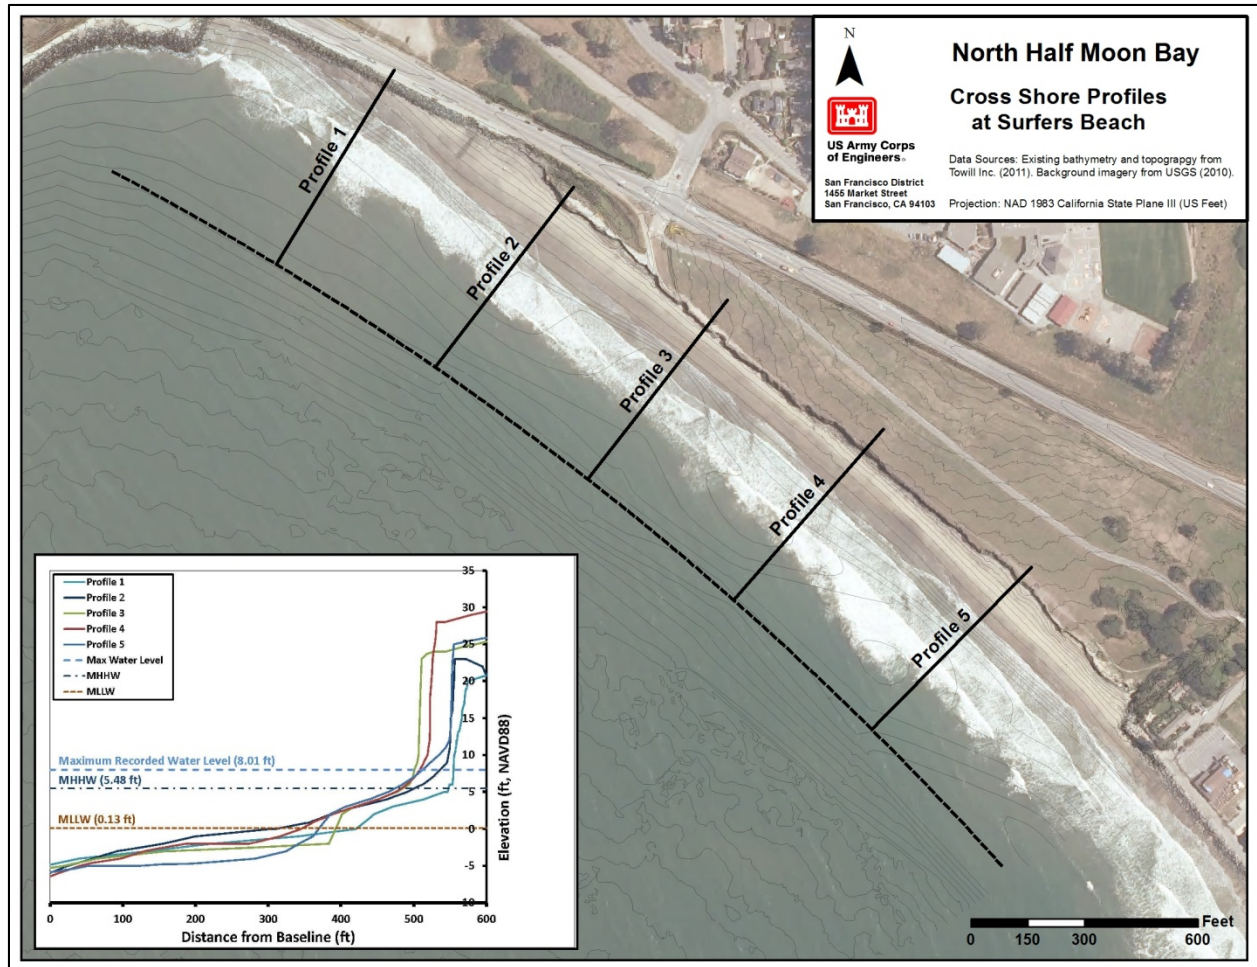 N
North Half Moon Bay
Cross Shore Profiles
at Surfers Beach
US Army Corps
of Engineers®
San Francisco District
1455 Market Street
San Francisco, CA 94103
Data Sources: Existing bathymetry and topograpgy from
Towill Inc. (2011). Background imagery from USGS (2010).
Projection: NAD 1983 California State Plane III (US Feet)
Profile 1
Profile 2
Profile 3
Profile 4
Profile 5
Profile 1
Profile 2
Profile 3
Profile 4
Profile 5
Max Water Level
MHHW
MLLW
Maximum Recorded Water Level (8.01 ft)
MHHW (5.48 ft)
MLLW (0.13 ft)
35
30
25
20
15
10
5
0
-5
-10
Elevation (ft, NAVD88)
0 100 200 300 400 500 600
Distance from Baseline (ft)
Feet
0 150 300 600